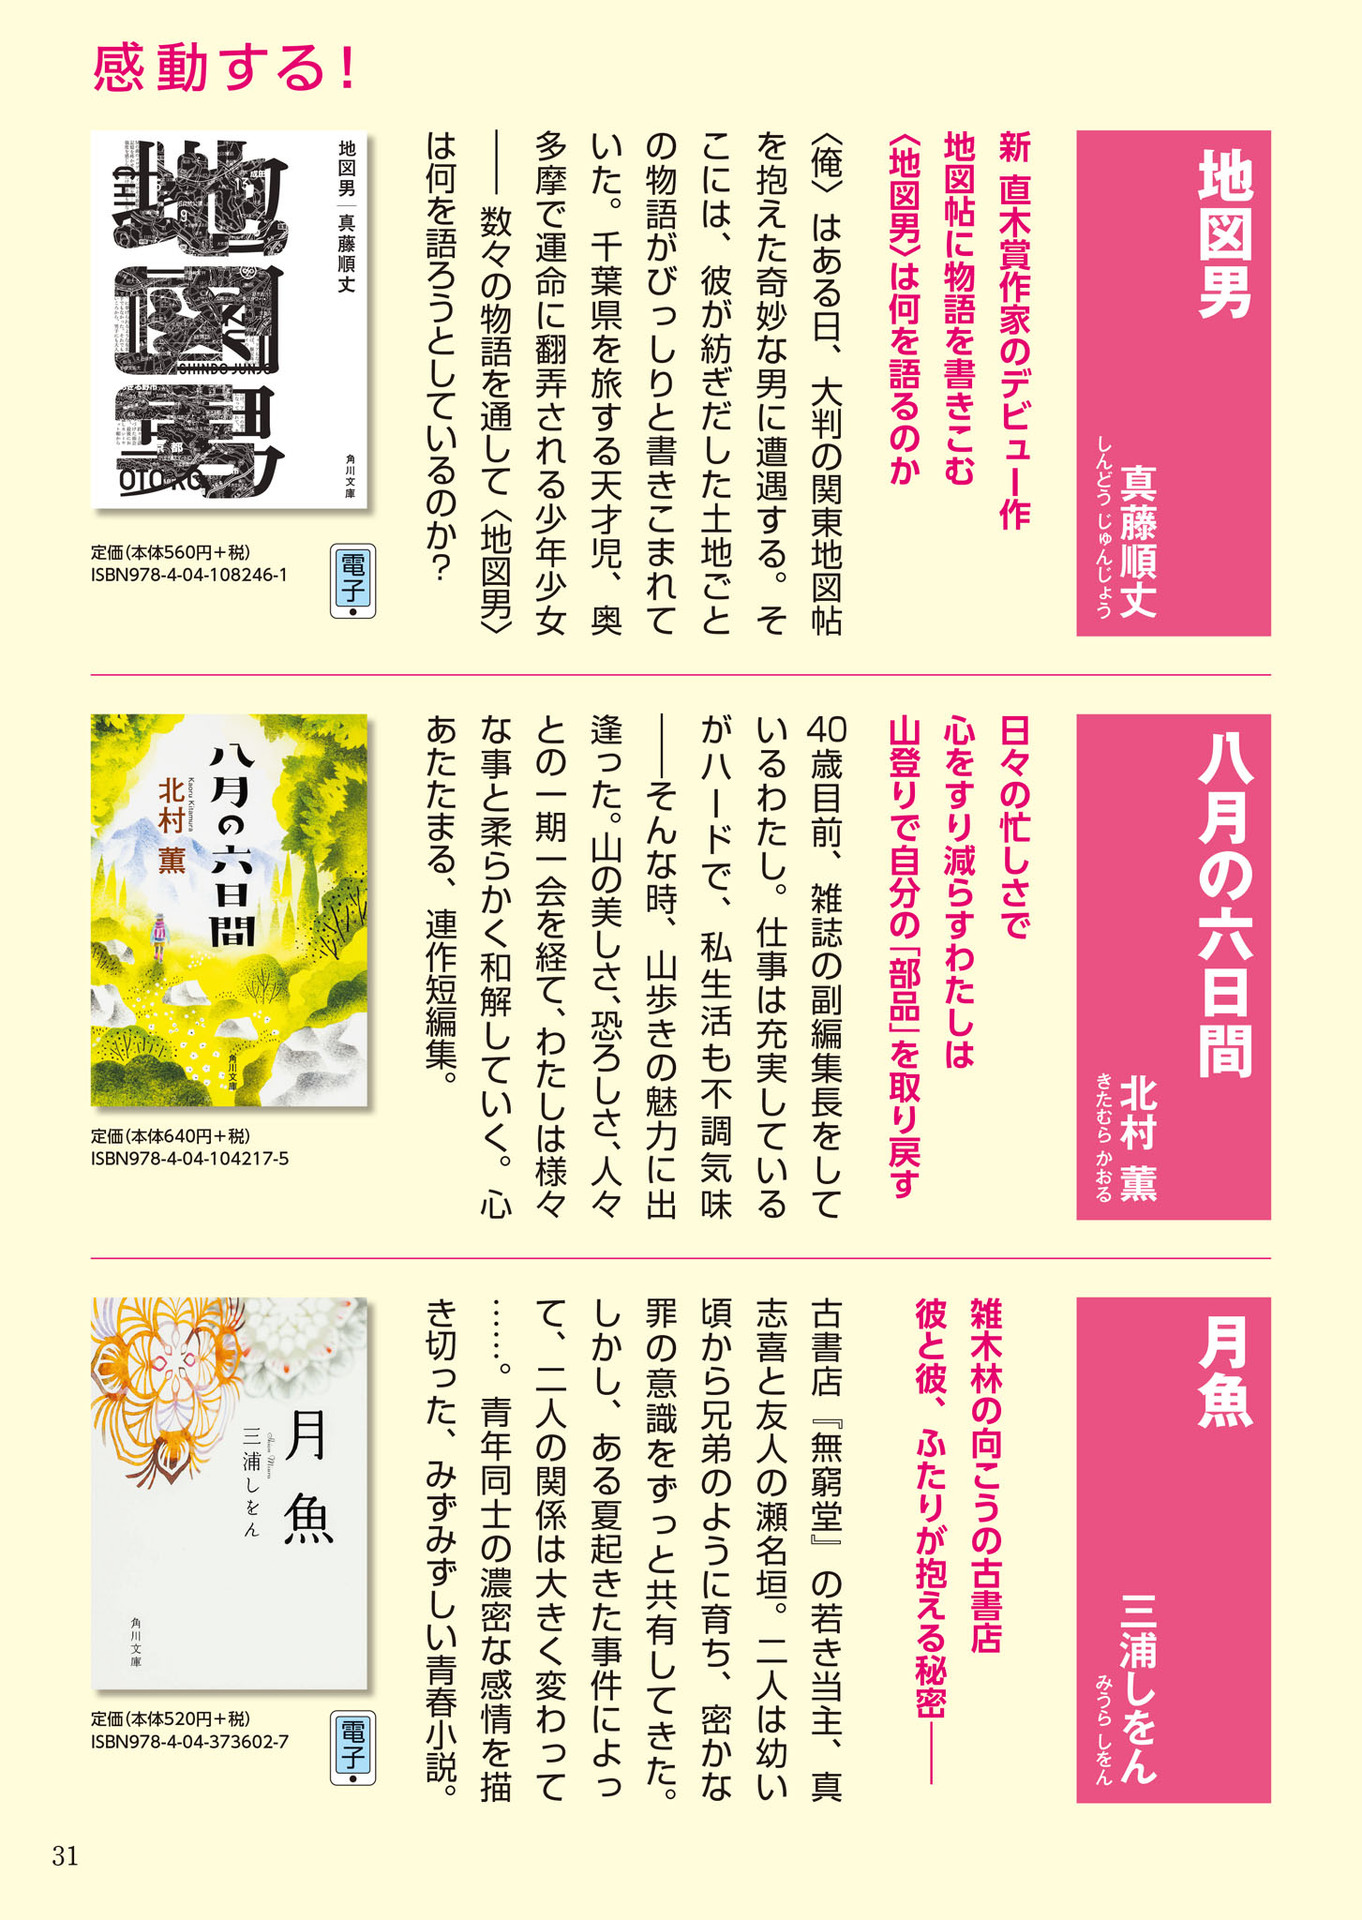 感動する！
地図男
真藤順丈
しんどう じゅんじょう
新 直木賞作家のデビュー作
地図帖に物語を書きこむ
〈地図男〉は何を語るのか
〈俺〉はある日、大判の関東地図帖
を抱えた奇妙な男に遭遇する。そ
こには、彼が紡ぎだした土地ごと
の物語がびっしりと書きこまれて
いた。千葉県を旅する天才児、奥
多摩で運命に翻弄される少年少女
―― 数々の物語を通して〈地図男〉
は何を語ろうとしているのか？
地図男｜真藤順丈
地図男
CHI
SHINDO JUNJO
OTOKO
角川文庫
定価（本体560円＋税）
ISBN978-4-04-108246-1
電子
八月の六日間
北村 薫
きたむら かおる
日々の忙しさで
心をすり減らすわたしは
山登りで自分の「部品」を取り戻す
40歳目前、雑誌の副編集長をして
いるわたし。仕事は充実している
がハードで、私生活も不調気味
――そんな時、山歩きの魅力に出
逢った。山の美しさ、恐ろしさ、人々
との一期一会を経て、わたしは様々
な事と柔らかく和解していく。心
あたたまる、連作短編集。
八月の六日間
Kaoru Kitamura
北村 薫
角川文庫
定価（本体640円＋税）
ISBN978-4-04-104217-5
月魚
三浦しをん
みうら しをん
雑木林の向こうの古書店
彼と彼、ふたりが抱える秘密――
古書店『無窮堂』の若き当主、真
志喜と友人の瀬名垣。二人は幼い
頃から兄弟のように育ち、密かな
罪の意識をずっと共有してきた。
しかし、ある夏起きた事件によっ
て、二人の関係は大きく変わって
……。青年同士の濃密な感情を描
き切った、みずみずしい青春小説。
月魚
Shion Miura
三浦しをん
角川文庫
定価（本体520円＋税）
ISBN978-4-04-373602-7
電子
31